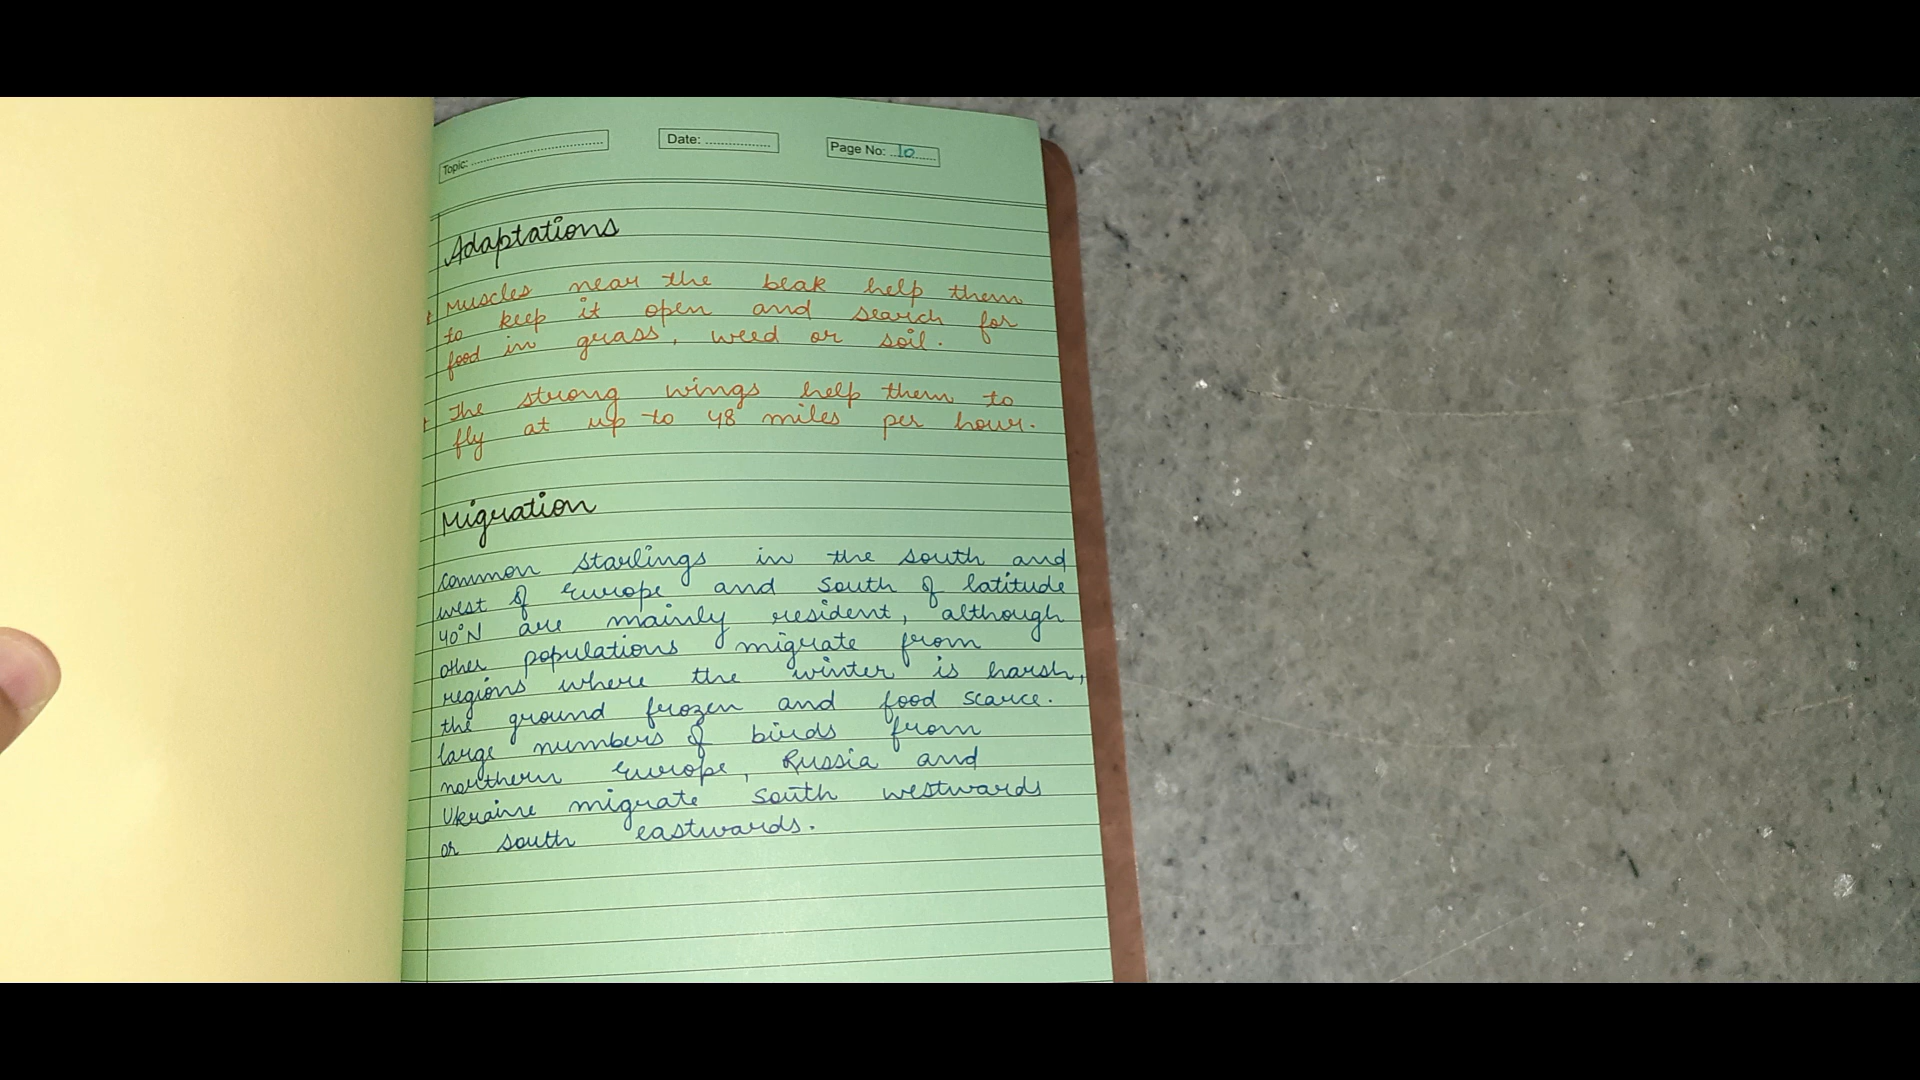 Topic: ..............................
Date: ..................
Page No: 10
Adaptations
* Muscles near the beak help them
to keep it open and search for
food in grass, weed or soil.
* The strong wings help them to
fly at up to 48 miles per hour.
Migration
Common starlings in the south and
west of Europe and South of latitude
40°N are mainly resident, although
other populations migrate from
regions where the winter is harsh,
the ground frozen and food scarce.
large numbers of birds from
northern Europe, Russia and
Ukraine migrate south westwards
or south eastwards.